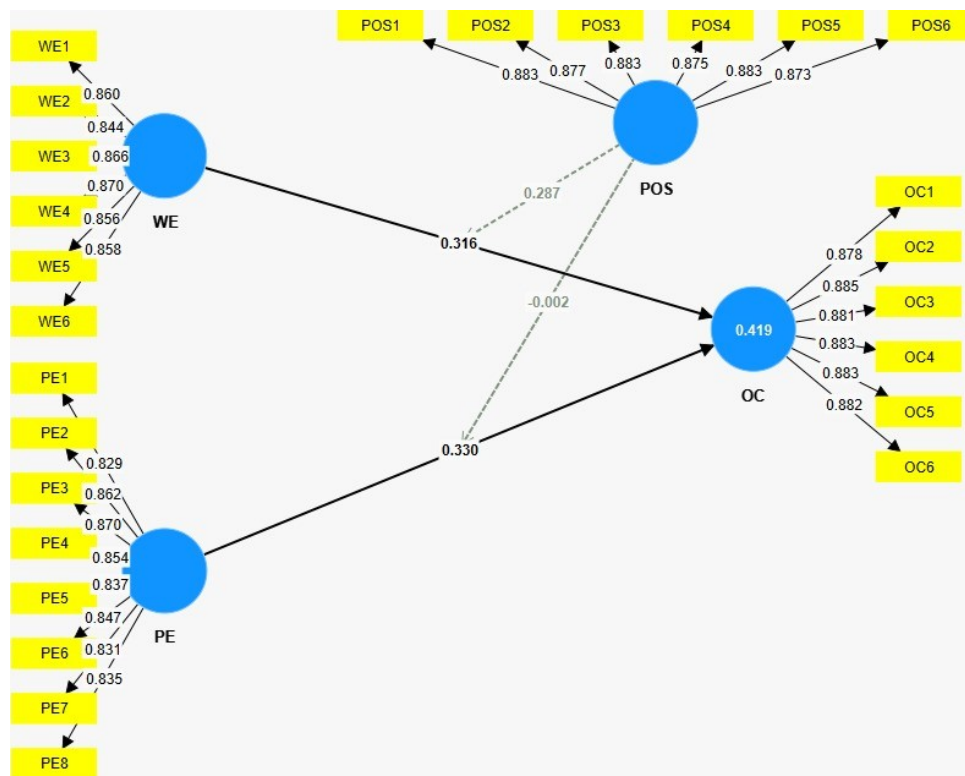 POS1 POS2 POS3 POS4 POS5 POS6
0.883 0.877 0.883 0.875 0.883 0.873
POS
WE1
WE2
WE3
WE4
WE5
WE6
0.860
0.844
0.866
0.870
0.856
0.858
WE
0.287
0.316
-0.002
0.330
PE1
PE2
PE3
PE4
PE5
PE6
PE7
PE8
0.829
0.862
0.870
0.854
0.837
0.847
0.831
0.835
PE
0.419
OC
0.878
0.885
0.881
0.883
0.883
0.882
OC1
OC2
OC3
OC4
OC5
OC6